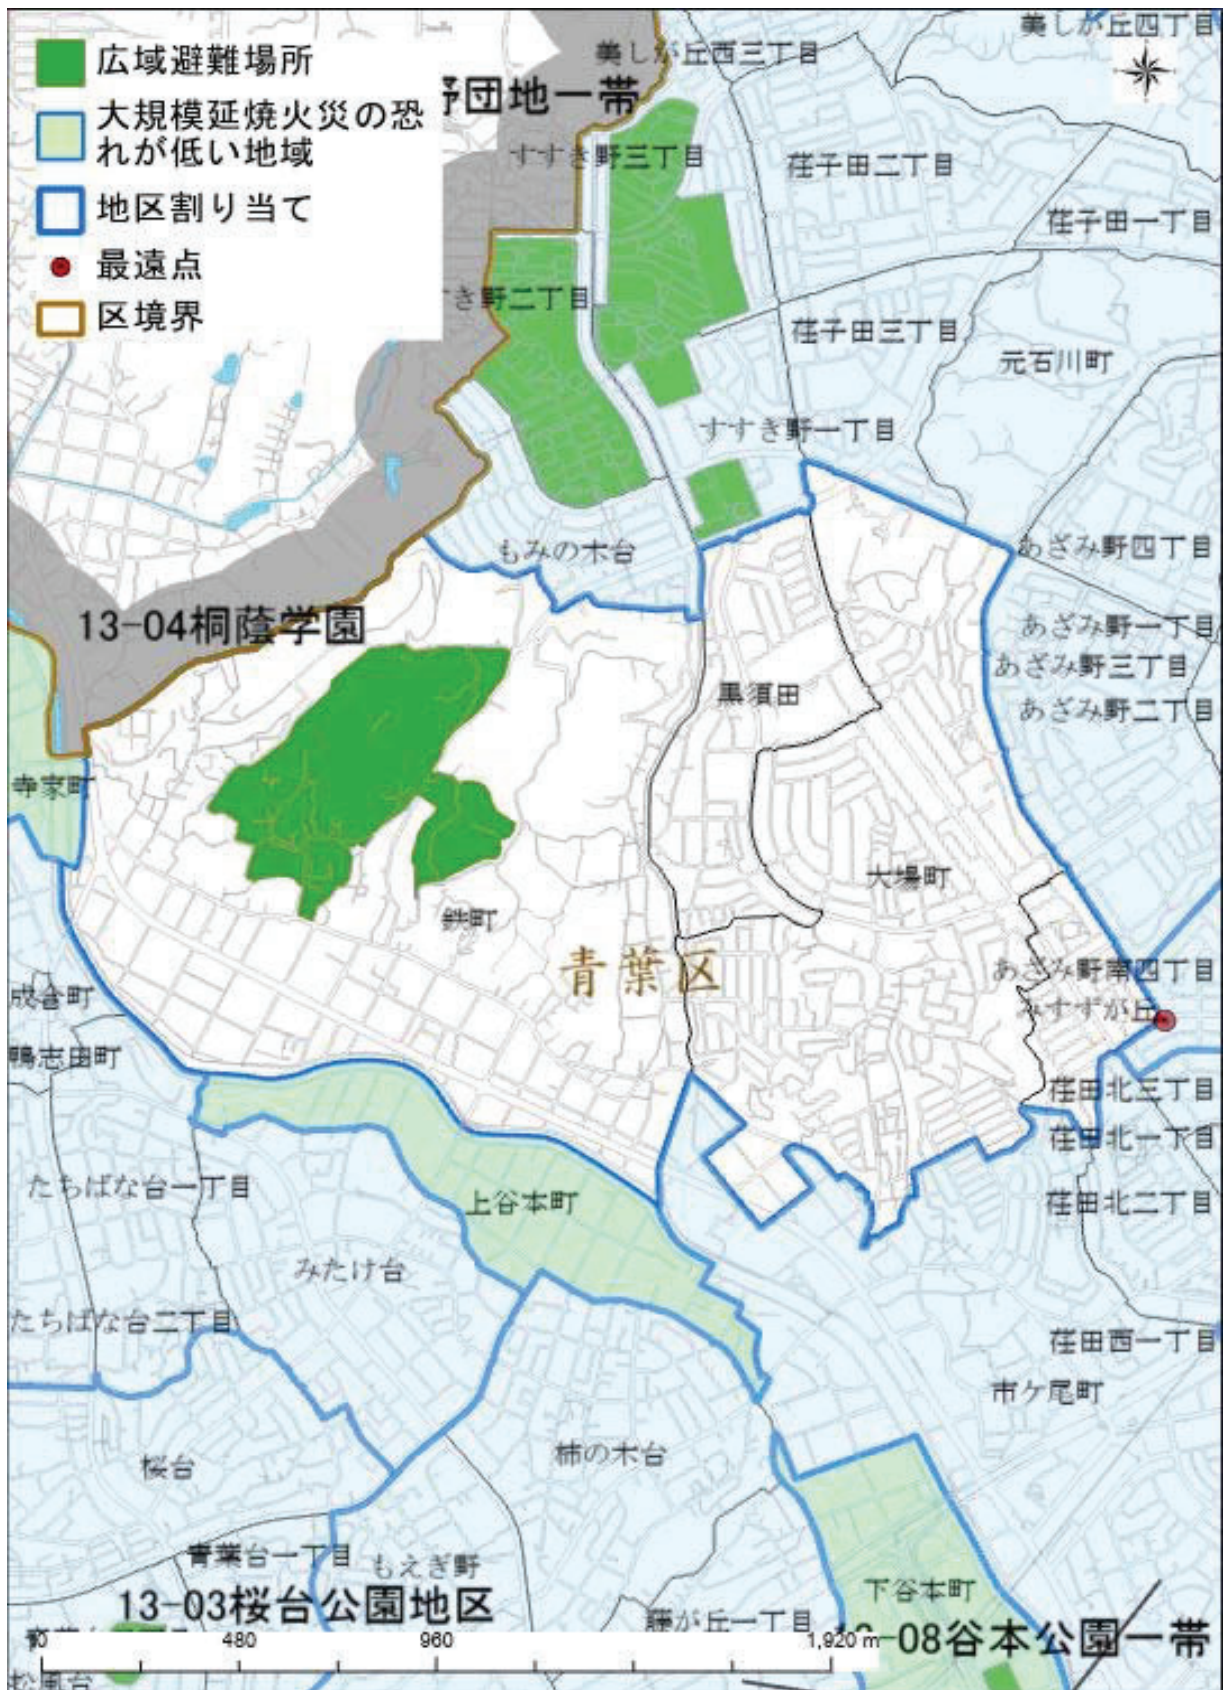 広域避難場所
大規模延焼火災の恐
れが低い地域
地区割り当て
最遠点
区境界
美しが丘四丁目
美しが丘西三丁目
野団地一帯
すすき野三丁目
荏子田二丁目
荏子田一丁目
すき野二丁目
荏子田三丁目
元石川町
すすき野一丁目
もみの木台
あざみ野四丁目
13-04桐蔭学園
あざみ野一丁目
あざみ野三丁目
黒須田
あざみ野二丁目
寺家町
大場町
鉄町
青葉区
あざみ野南四丁目
成合町
みすずが丘
鴨志田町
荏田北三丁目
荏田北一丁目
たちばな台一丁目
上谷本町
荏田北二丁目
みたけ台
たちばな台二丁目
荏田西一丁目
市ケ尾町
柿の木台
桜台
青葉台一丁目
もえぎ野
下谷本町
13-03桜台公園地区
藤が丘一丁目
-08谷本公園一帯
0 480 960 1,920 m
松風台